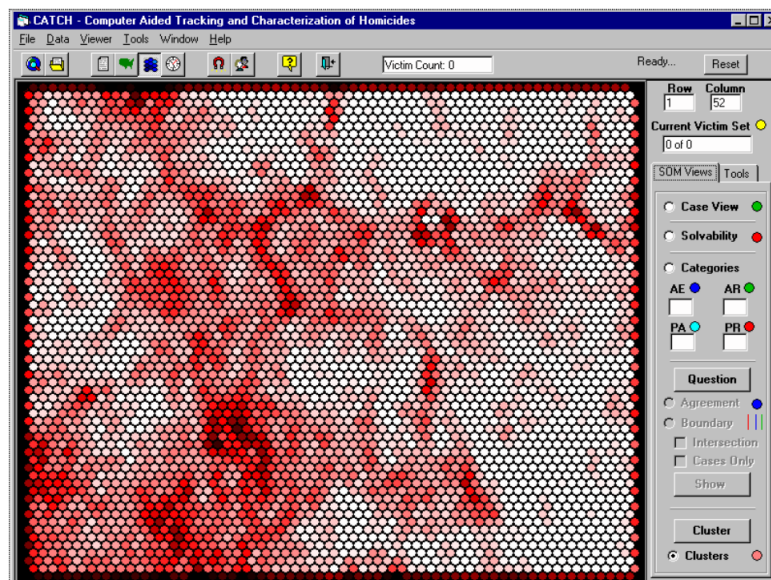 CATCH - Computer Aided Tracking and Characterization of Homicides
File Data Viewer Tools Window Help
Victim Count: 0
Ready...
Reset
Row Column
1 52
Current Victim Set
0 of 0
SOM Views Tools
Case View
Solvability
Categories
AE AR
PA PR
Question
Agreement
Boundary
Intersection
Cases Only
Show
Cluster
Clusters